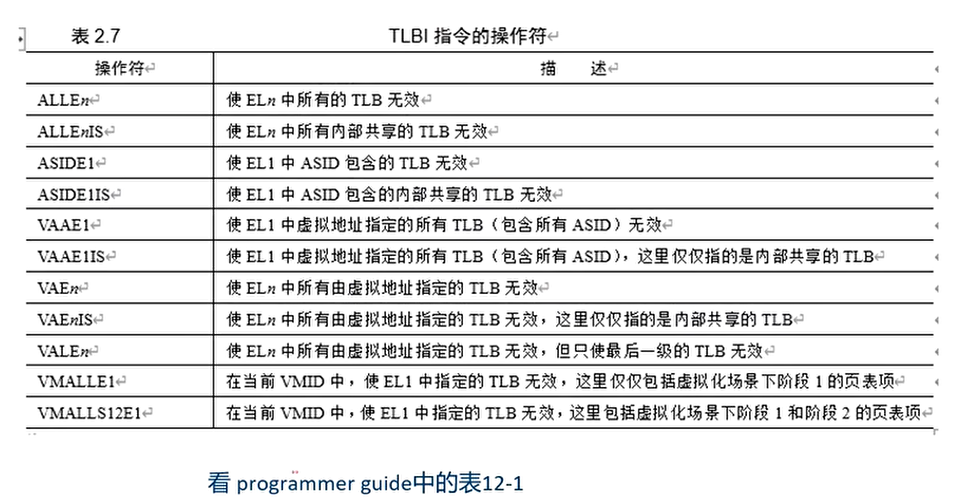 表 2.7 TLBI 指令的操作符
操作符 描 述
ALLEn 使 ELn 中所有的 TLB 无效
ALLEnIS 使 ELn 中所有内部共享的 TLB 无效
ASIDE1 使 EL1 中 ASID 包含的 TLB 无效
ASIDE1IS 使 EL1 中 ASID 包含的内部共享的 TLB 无效
VAAE1 使 EL1 中虚拟地址指定的所有 TLB（包含所有 ASID）无效
VAAE1IS 使 EL1 中虚拟地址指定的所有 TLB（包含所有 ASID），这里仅仅指的是内部共享的 TLB
VAEn 使 ELn 中所有由虚拟地址指定的 TLB 无效
VAEnIS 使 ELn 中所有由虚拟地址指定的 TLB 无效，这里仅仅指的是内部共享的 TLB
VALEn 使 ELn 中所有由虚拟地址指定的 TLB 无效，但只使最后一级的 TLB 无效
VMALLE1 在当前 VMID 中，使 EL1 中指定的 TLB 无效，这里仅仅包括虚拟化场景下阶段 1 的页表项
VMALLS12E1 在当前 VMID 中，使 EL1 中指定的 TLB 无效，这里包括虚拟化场景下阶段 1 和阶段 2 的页表项
看 programmer guide中的表12-1